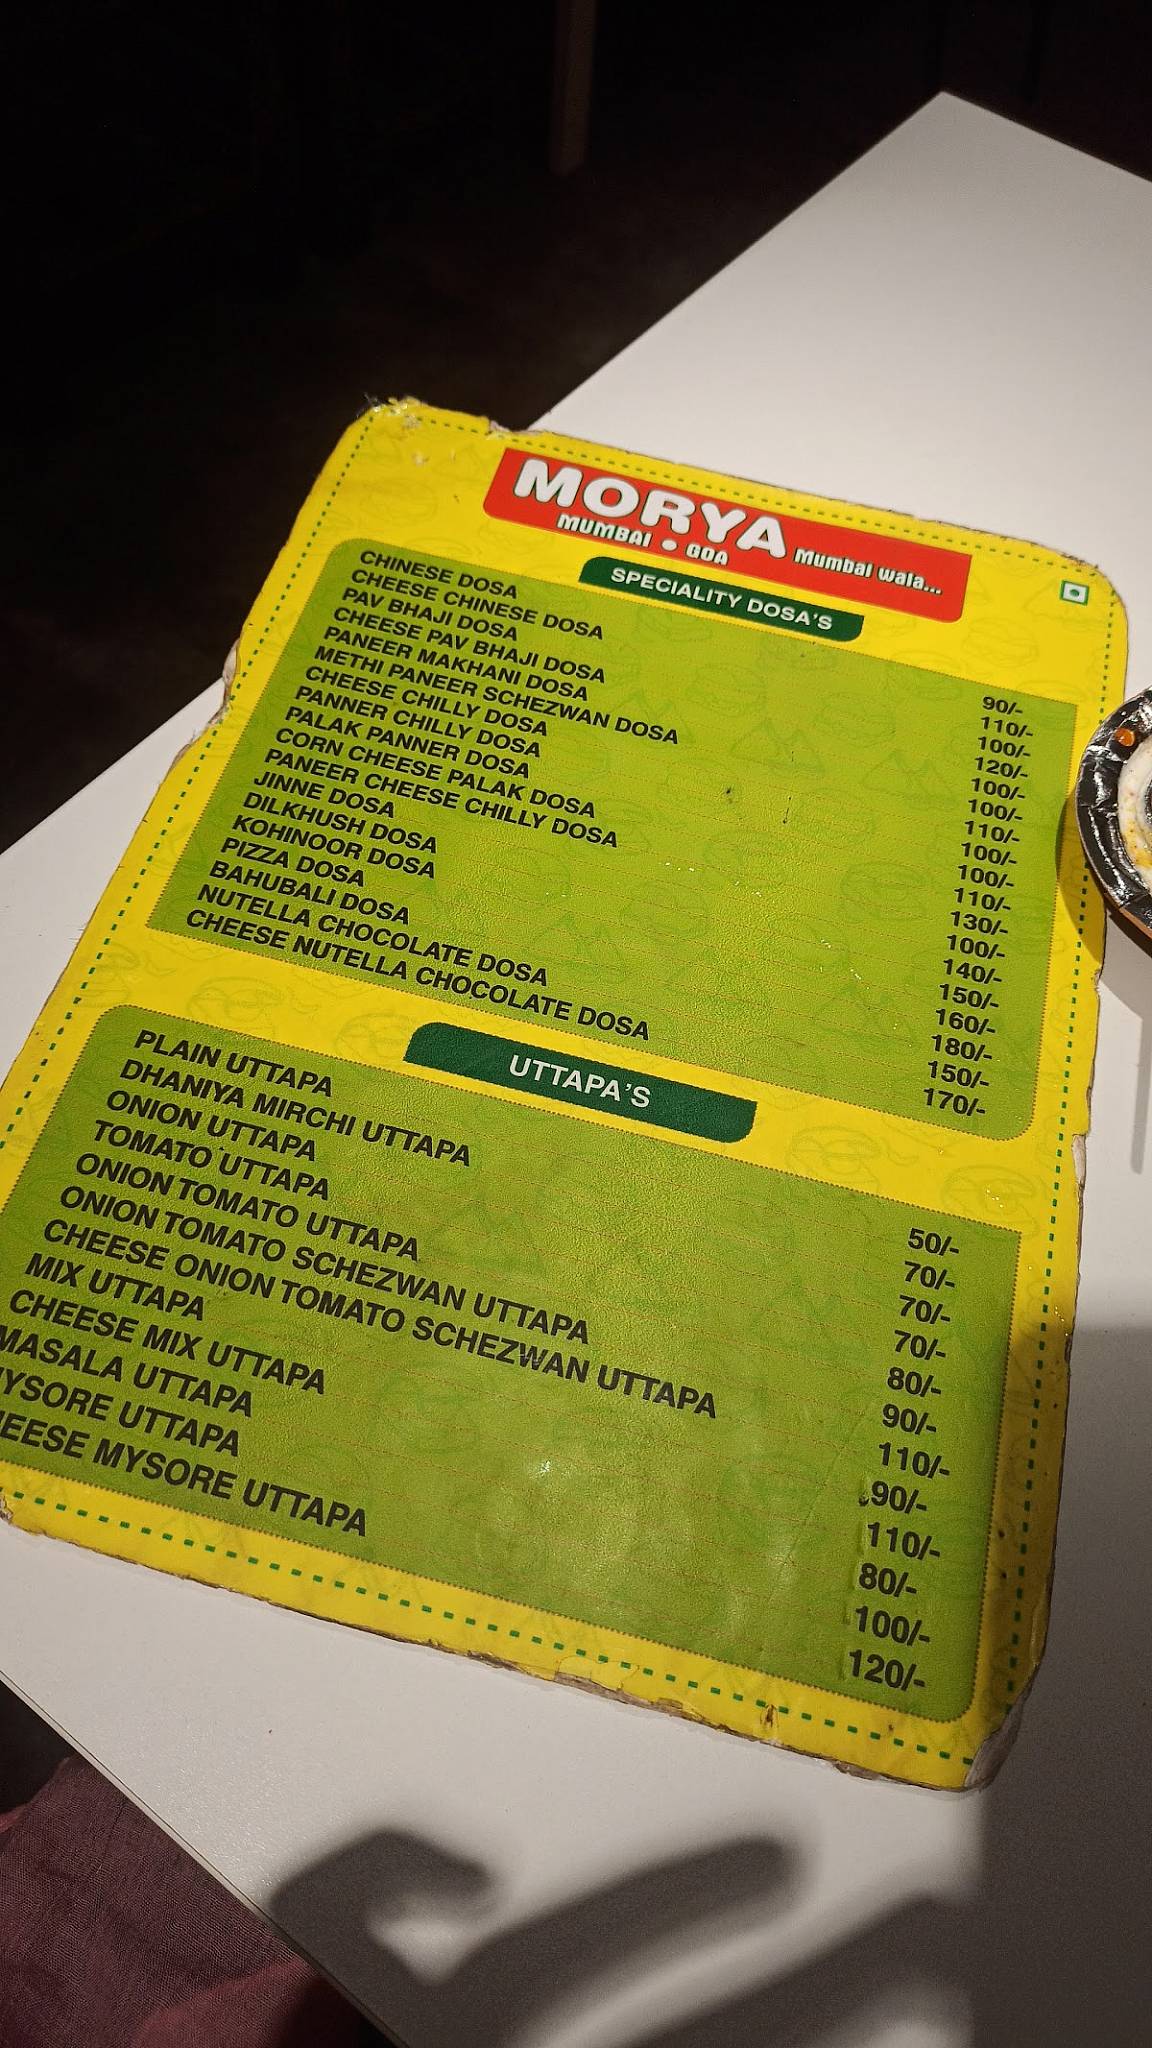 MORYA
MUMBAI • GOA Mumbai wala...
SPECIALITY DOSA'S
CHINESE DOSA 90/-
CHEESE CHINESE DOSA 110/-
PAV BHAJI DOSA 100/-
CHEESE PAV BHAJI DOSA 120/-
PANEER MAKHANI DOSA 100/-
METHI PANEER SCHEZWAN DOSA 100/-
CHEESE CHILLY DOSA 110/-
PANNER CHILLY DOSA 100/-
PALAK PANNER DOSA 100/-
CORN CHEESE PALAK DOSA 110/-
PANEER CHEESE CHILLY DOSA 130/-
JINNE DOSA 100/-
DILKHUSH DOSA 140/-
KOHINOOR DOSA 150/-
PIZZA DOSA 160/-
BAHUBALI DOSA 180/-
NUTELLA CHOCOLATE DOSA 150/-
CHEESE NUTELLA CHOCOLATE DOSA 170/-
UTTAPA'S
PLAIN UTTAPA 50/-
DHANIYA MIRCHI UTTAPA 70/-
ONION UTTAPA 70/-
TOMATO UTTAPA 70/-
ONION TOMATO UTTAPA 80/-
ONION TOMATO SCHEZWAN UTTAPA 90/-
CHEESE ONION TOMATO SCHEZWAN UTTAPA 110/-
MIX UTTAPA 90/-
CHEESE MIX UTTAPA 110/-
MASALA UTTAPA 80/-
YSORE UTTAPA 100/-
EESE MYSORE UTTAPA 120/-